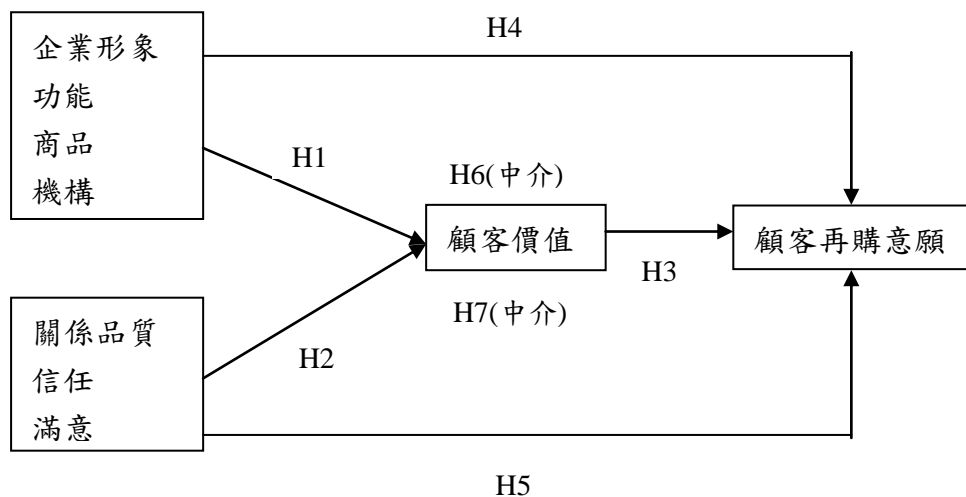 H4
企業形象
功能
商品
機構
H1
H6(中介)
顧客價值
顧客再購意願
H3
H7(中介)
關係品質
信任
滿意
H2
H5